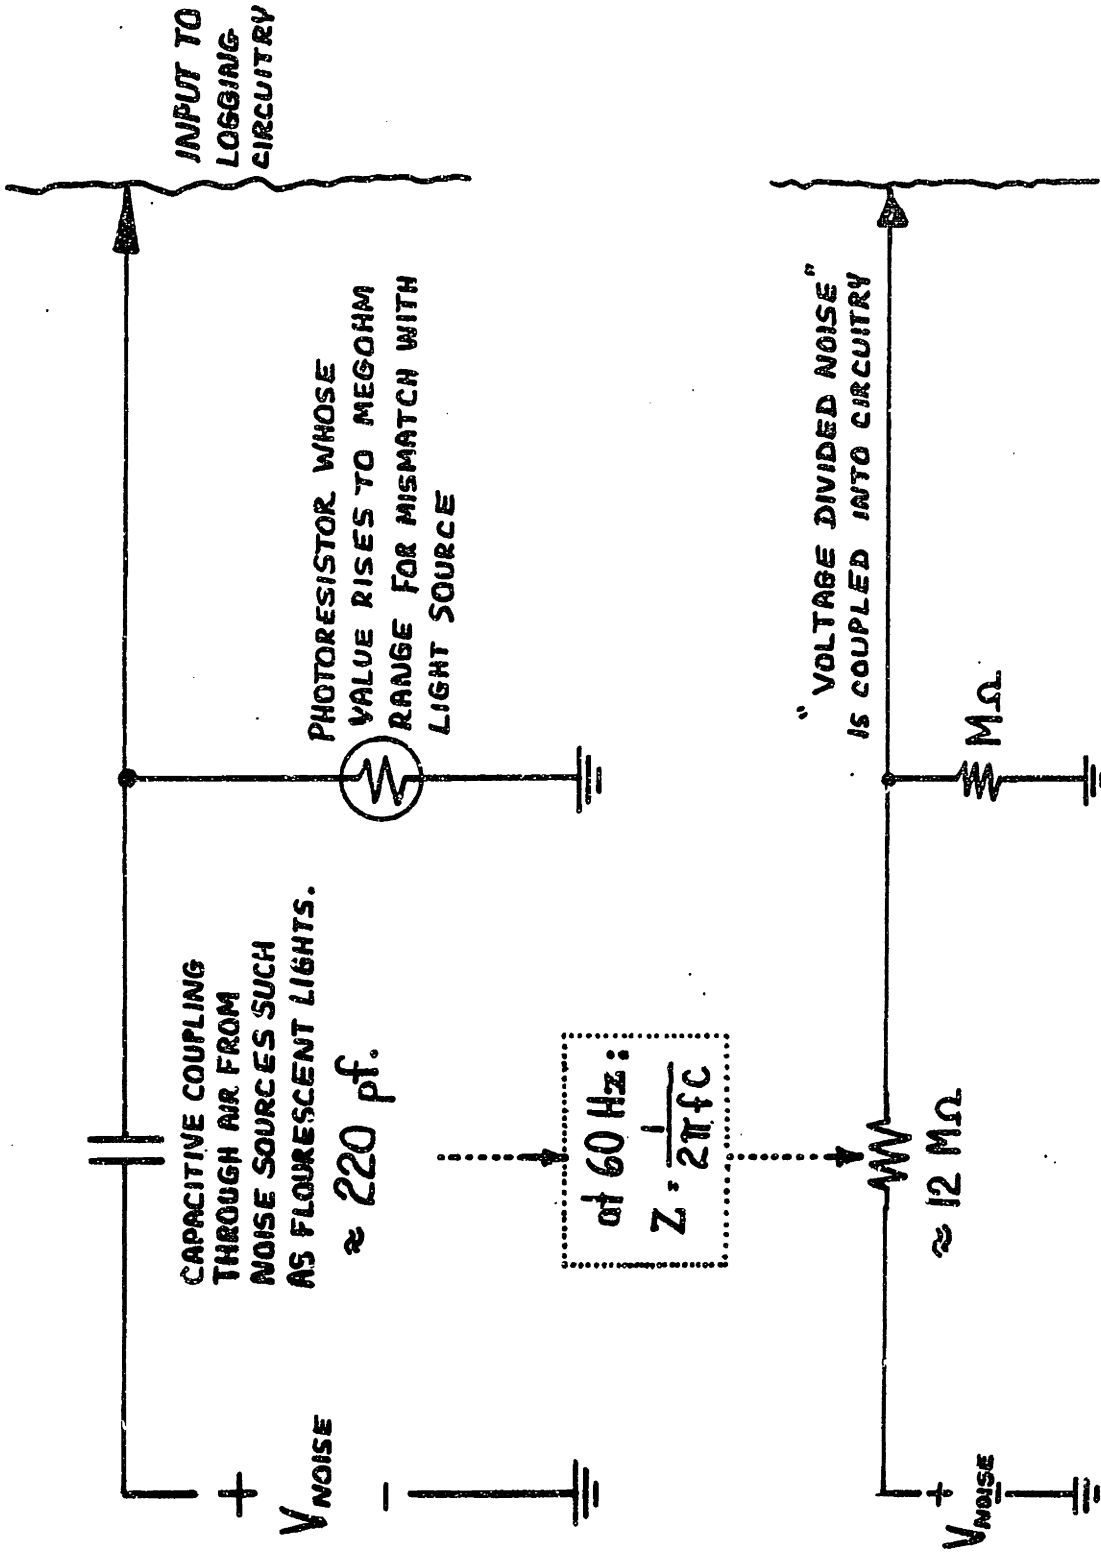 INPUT TO
LOGGING
CIRCUITRY
PHOTORESISTOR WHOSE
VALUE RISES TO MEGOHM
RANGE FOR MISMATCH WITH
LIGHT SOURCE
CAPACITIVE COUPLING
THROUGH AIR FROM
NOISE SOURCES SUCH
AS FLOURESCENT LIGHTS.
≈ 220 pf.
+
V NOISE
-
at 60 Hz:
Z = 1 / 2πfC
"VOLTAGE DIVIDED NOISE"
IS COUPLED INTO CIRCUITRY
MΩ
≈ 12 MΩ
+
V NOISE
-